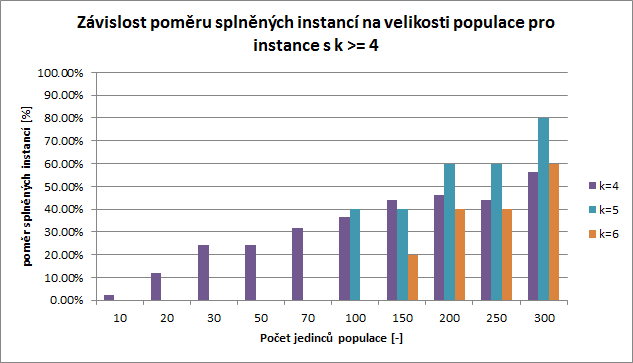 Závislost poměru splněných instancí na velikosti populace pro
instance s k >= 4
100.00%
90.00%
80.00%
70.00%
60.00%
50.00%
40.00%
30.00%
20.00%
10.00%
0.00%
poměr splněných instancí [%]
10 20 30 50 70 100 150 200 250 300
Počet jedinců populace [-]
k=4
k=5
k=6